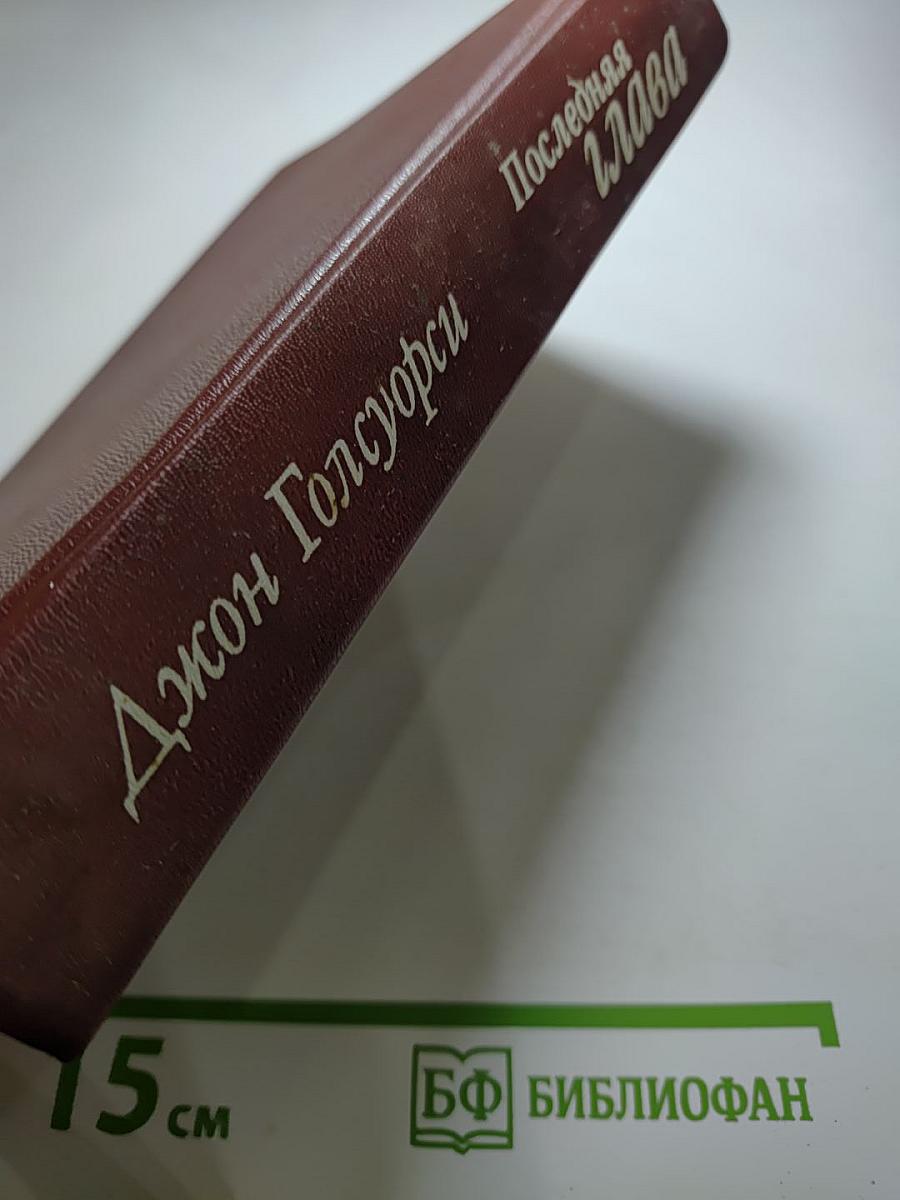 Джон Голсуорси
Последняя
глава
15 см
БФ БИБЛИОФАН